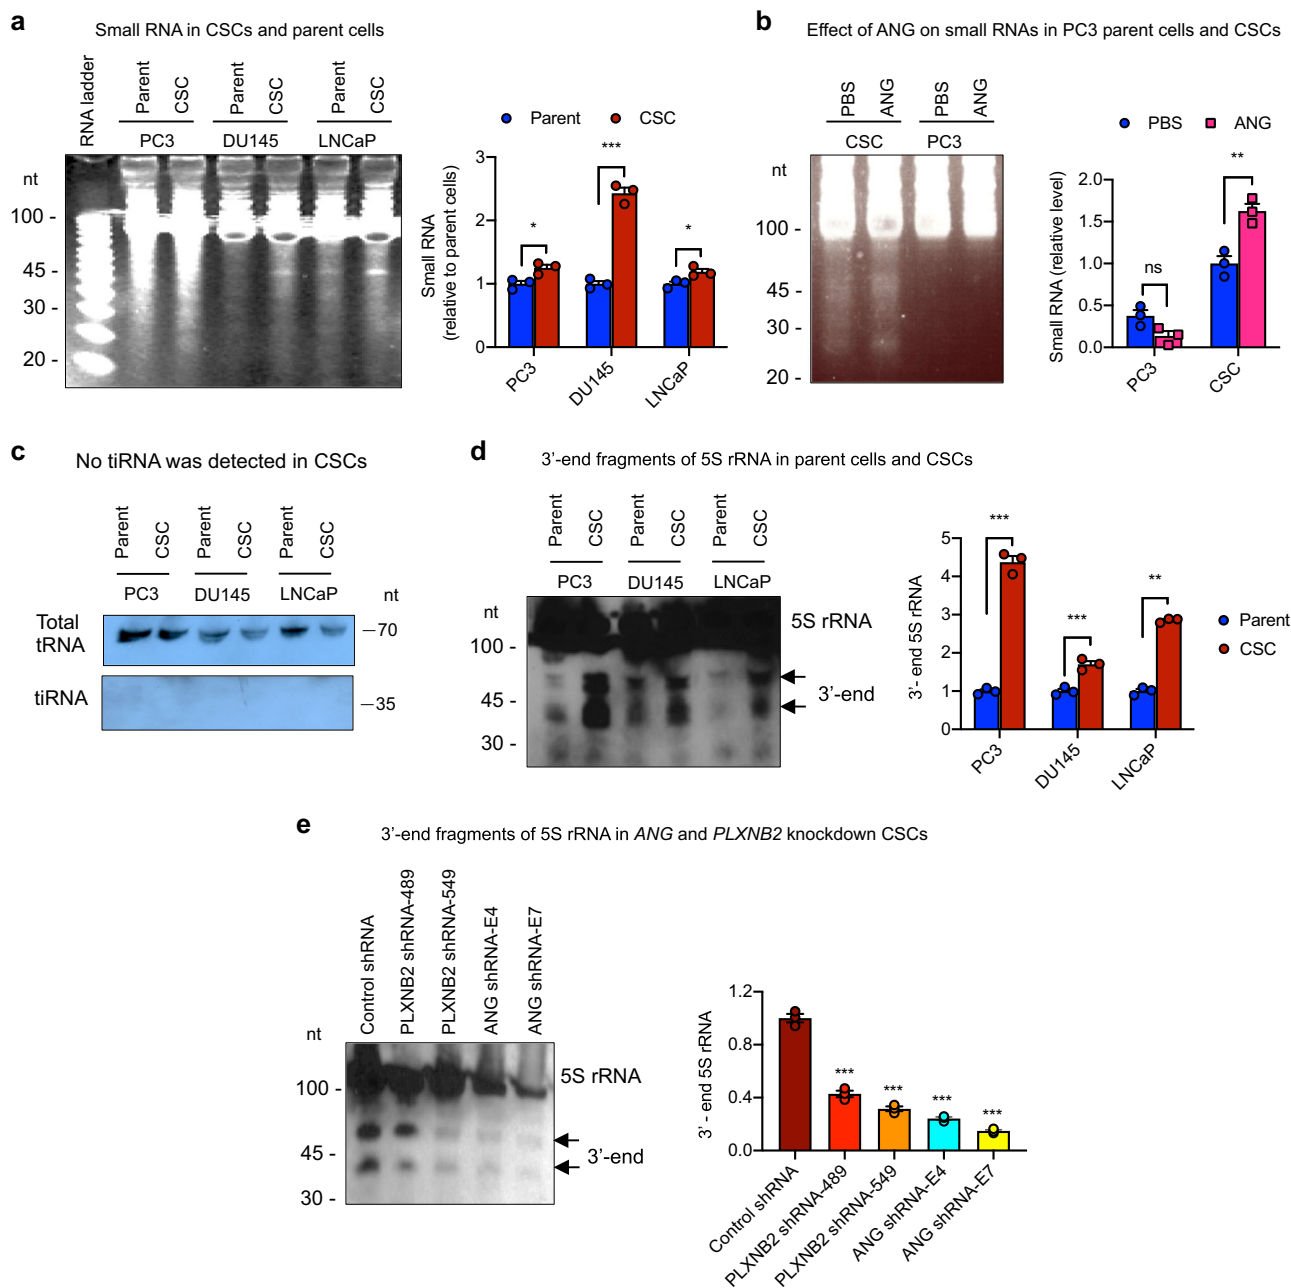 a
Small RNA in CSCs and parent cells
RNA ladder
Parent
CSC
Parent
CSC
Parent
CSC
PC3
DU145
LNCaP
nt
100 -
45 -
30 -
20 -
Parent
CSC
Small RNA
(relative to parent cells)
3
2
1
0
*
***
*
PC3
DU145
LNCaP
b
Effect of ANG on small RNAs in PC3 parent cells and CSCs
PBS
ANG
PBS
ANG
CSC
PC3
nt
100 -
45 -
30 -
20 -
PBS
ANG
Small RNA (relative level)
2.0
1.5
1.0
0.5
0.0
ns
**
PC3
CSC
c
No tiRNA was detected in CSCs
Parent
CSC
Parent
CSC
Parent
CSC
PC3
DU145
LNCaP
nt
Total
tRNA
—70
tiRNA
—35
d
3'-end fragments of 5S rRNA in parent cells and CSCs
Parent
CSC
Parent
CSC
Parent
CSC
PC3
DU145
LNCaP
nt
100 -
45 -
30 -
5S rRNA
3'-end
3'- end 5S rRNA
5
4
3
2
1
0
***
***
**
PC3
DU145
LNCaP
Parent
CSC
e
3'-end fragments of 5S rRNA in ANG and PLXNB2 knockdown CSCs
Control shRNA
PLXNB2 shRNA-489
PLXNB2 shRNA-549
ANG shRNA-E4
ANG shRNA-E7
nt
100 -
45 -
30 -
5S rRNA
3'-end
3' - end 5S rRNA
1.2
0.8
0.4
0.0
***
***
***
***
Control shRNA
PLXNB2 shRNA-489
PLXNB2 shRNA-549
ANG shRNA-E4
ANG shRNA-E7